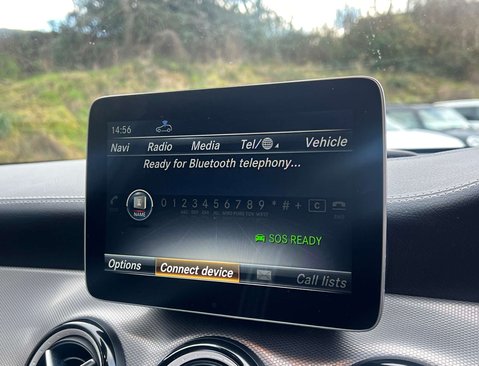 14:56
Navi Radio Media Tel/ Vehicle
Ready for Bluetooth telephony...
NAME 0 1 2 3 4 5 6 7 8 9 * # + C
SOS READY
Options Connect device Call lists